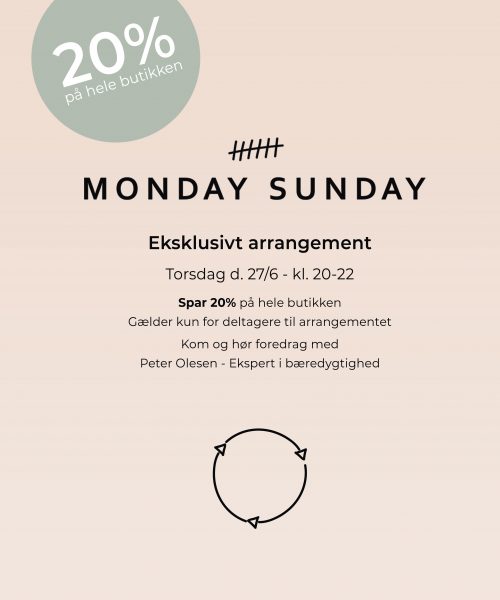 20%
på hele butikken
MONDAY SUNDAY
Eksklusivt arrangement
Torsdag d. 27/6 - kl. 20-22
Spar 20% på hele butikken
Gælder kun for deltagere til arrangementet
Kom og hør foredrag med
Peter Olesen - Ekspert i bæredygtighed